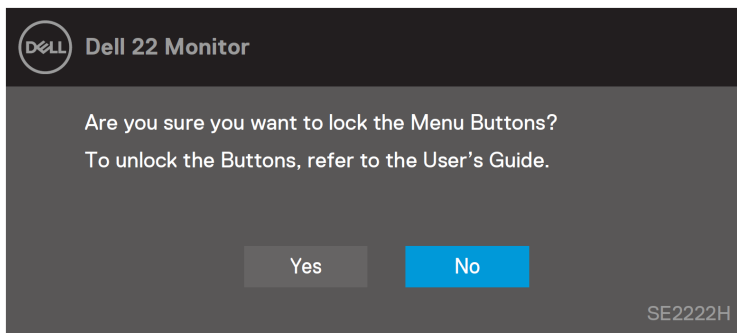 DELL Dell 22 Monitor
Are you sure you want to lock the Menu Buttons?
To unlock the Buttons, refer to the User’s Guide.
Yes No
SE2222H